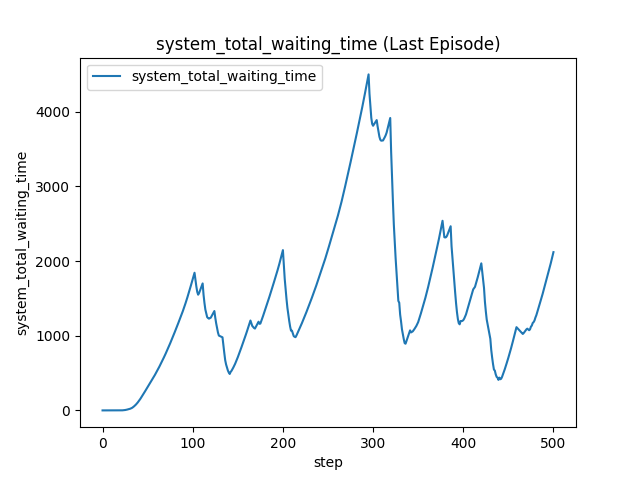 system_total_waiting_time (Last Episode)
system_total_waiting_time
system_total_waiting_time
4000
3000
2000
1000
0
0 100 200 300 400 500
step